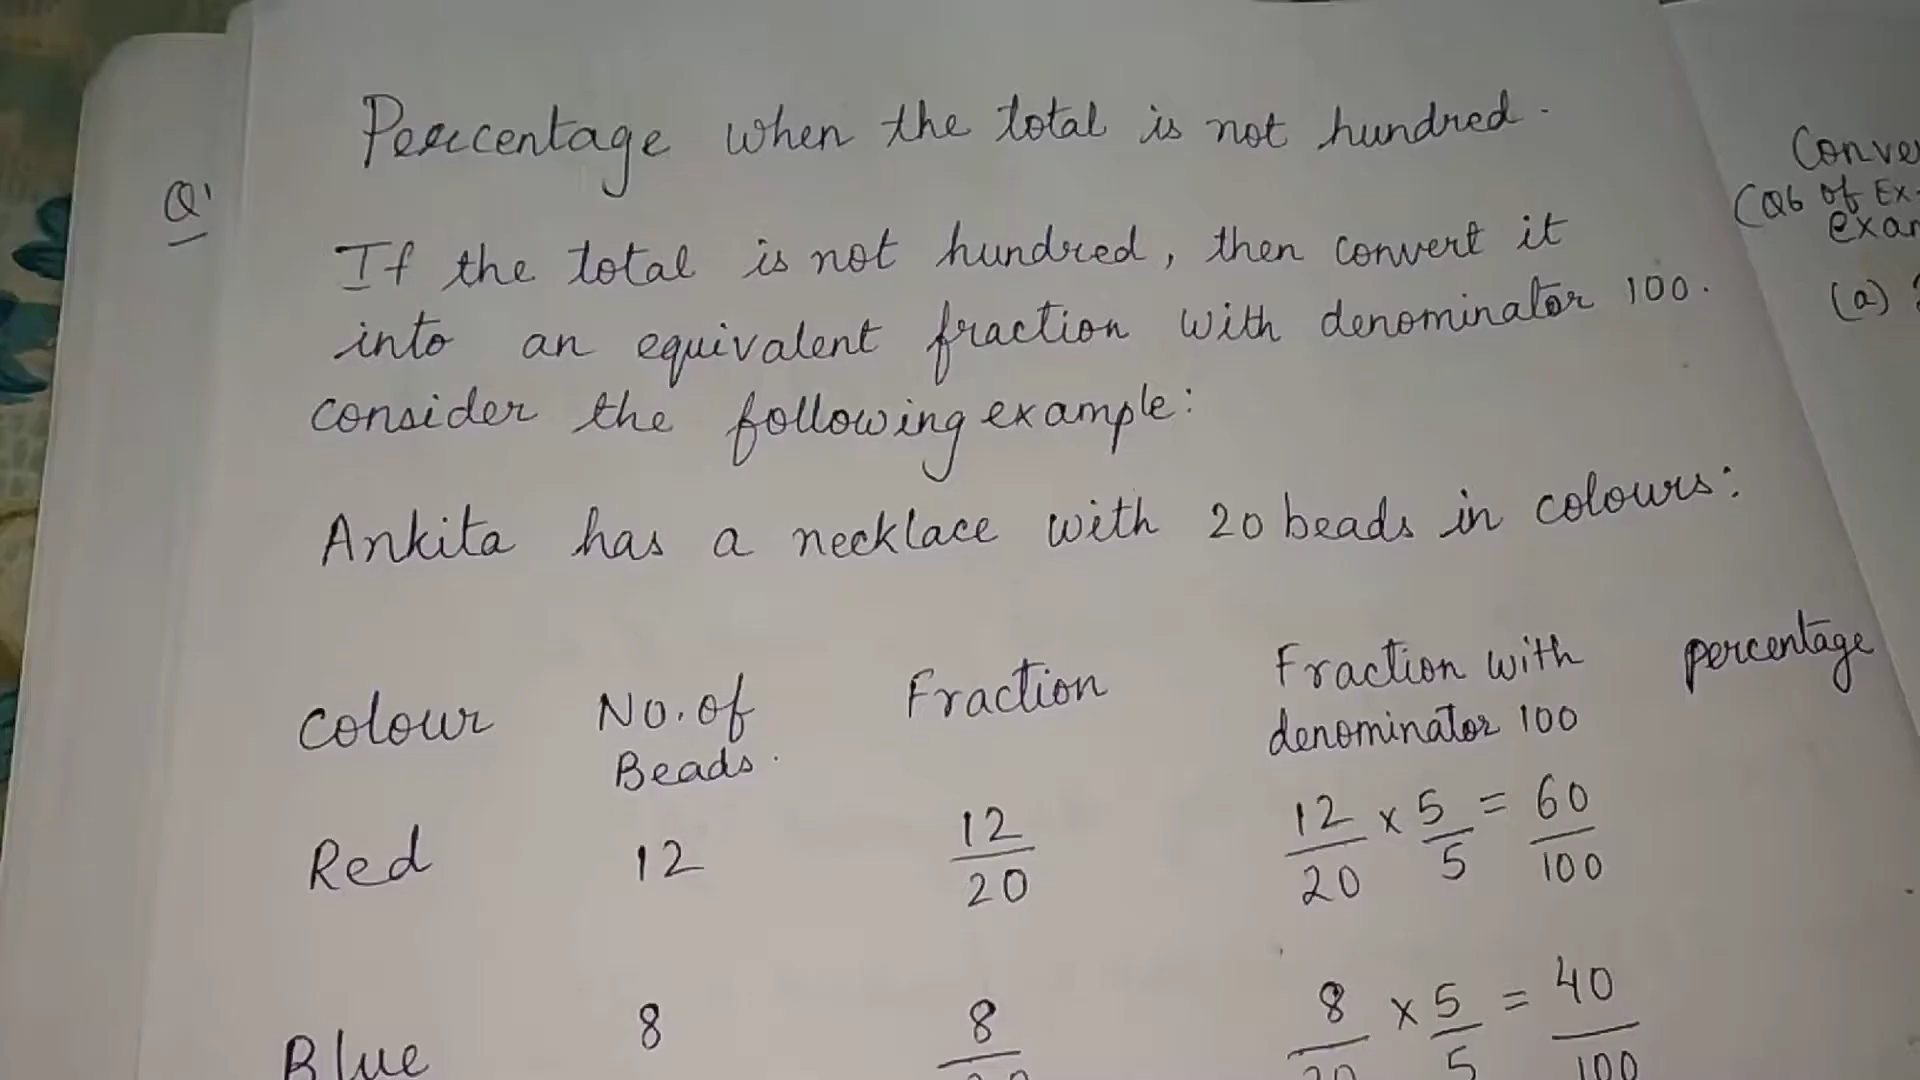 Percentage when the total is not hundred.
Q1
If the total is not hundred, then convert it
into an equivalent fraction with denominator 100.
consider the following example:
Ankita has a necklace with 20 beads in colours:
Colour No. of Beads. Fraction Fraction with denominator 100 percentage
Red 12 12/20 12/20 × 5/5 = 60/100
Blue 8 8/20 8/20 × 5/5 = 40/100
(Q6 of Ex-
(a)